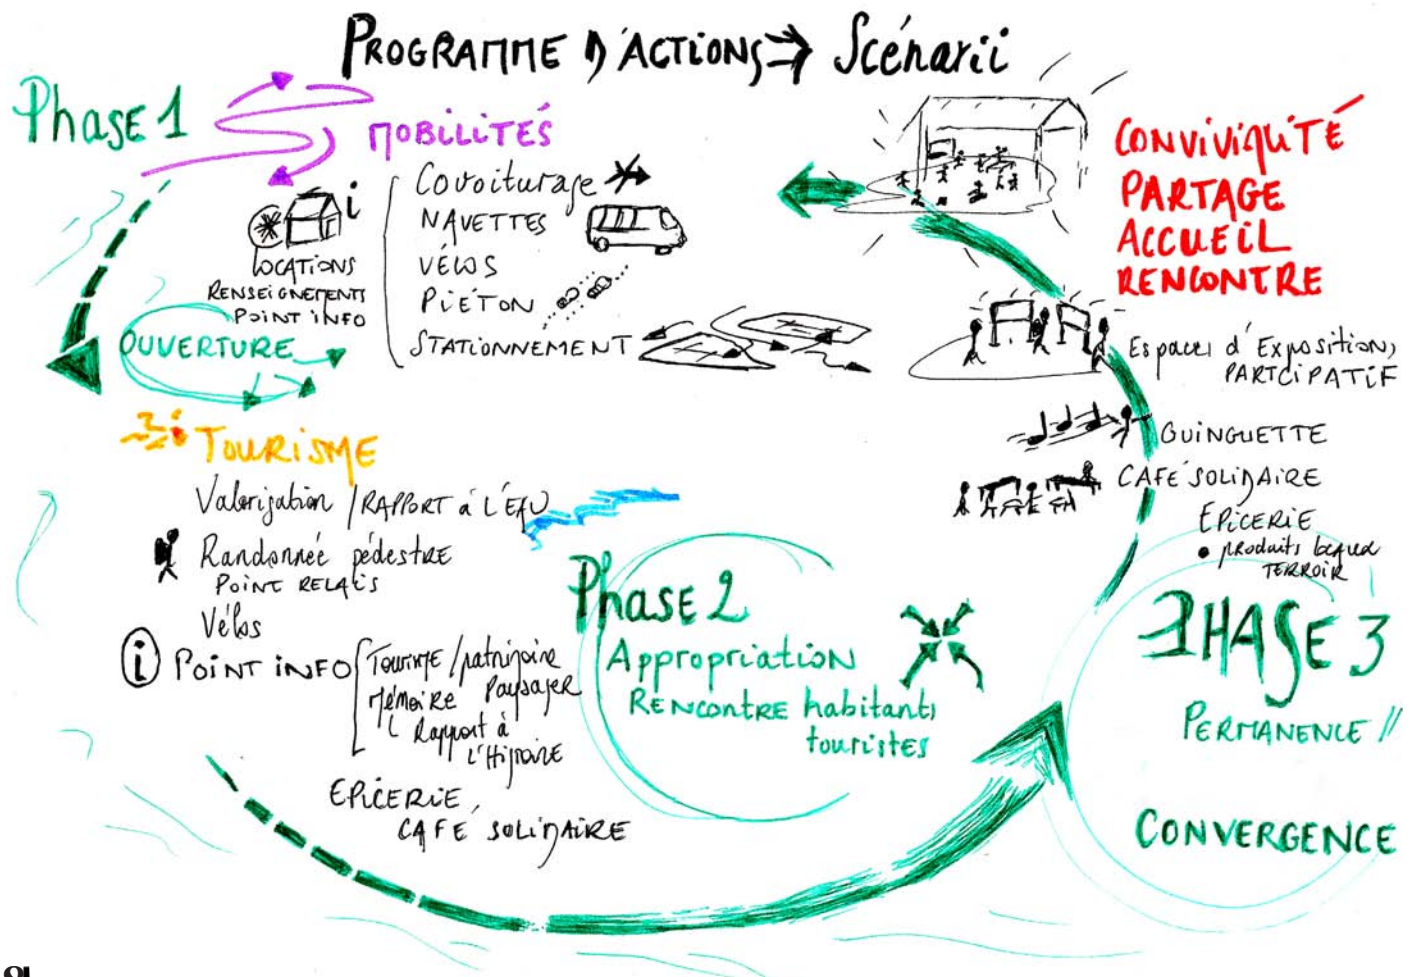 PROGRAMME D'ACTIONS → Scénarii
Phase 1
MOBILITÉS
Covoiturage
NAVETTES
VÉLOS
PIÉTON
STATIONNEMENT
i
LOCATIONS
RENSEIGNEMENTS
POINT INFO
OUVERTURE
CONVIVIALITÉ
PARTAGE
ACCUEIL
RENCONTRE
Espaces d'Exposition,
PARTCIPATIF
GUINGUETTE
CAFÉ SOLIDAIRE
EPICERIE
• produits locaux
TERROIR
TOURISME
Valorisation / RAPPORT à L'EAU
Randonnée pédestre
POINT RELAIS
Vélos
i POINT INFO
Tourisme / patrimoine
Mémoire Paysager
Rapport à
l'Histoire
EPICERIE,
CAFÉ SOLIDAIRE
Phase 2
Appropriation
RENcontre habitants
touristes
PHASE 3
PERMANENCE //
CONVERGENCE